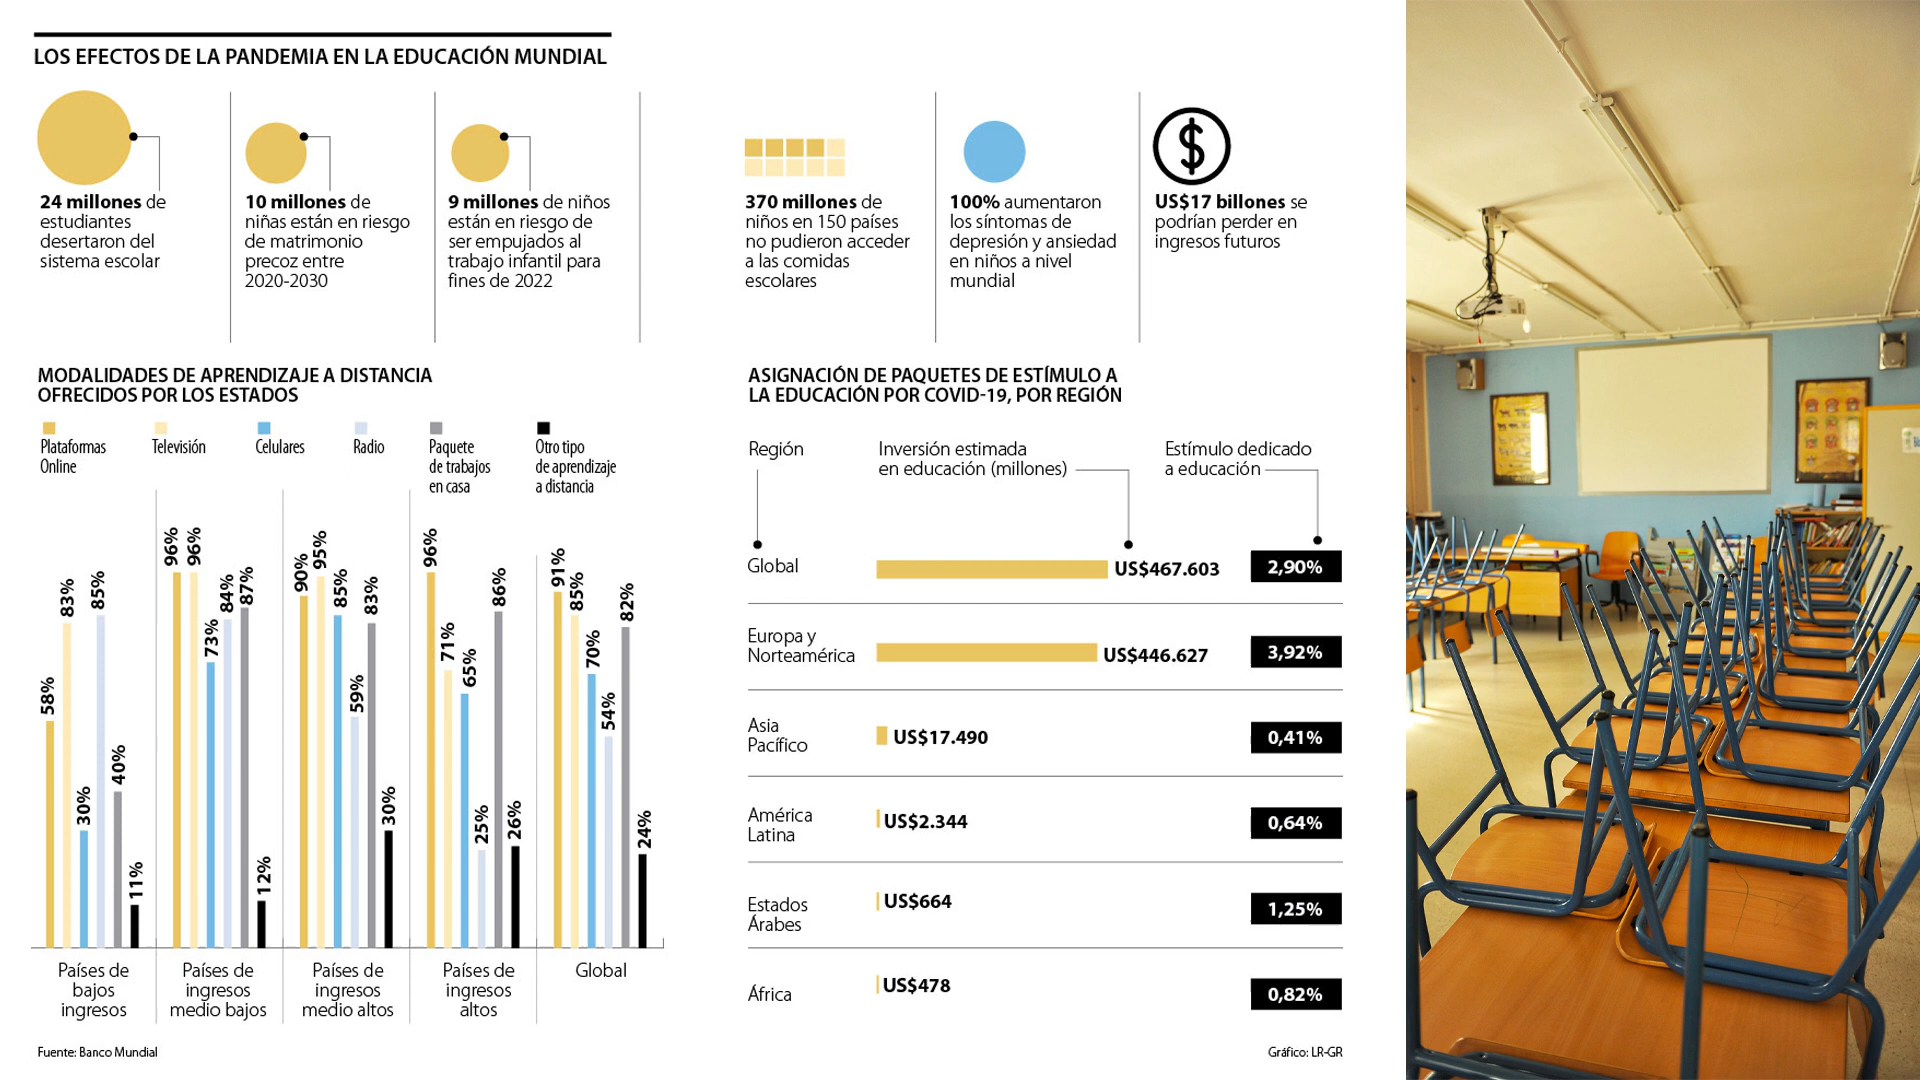 LOS EFECTOS DE LA PANDEMIA EN LA EDUCACIÓN MUNDIAL
24 millones de
estudiantes
desertaron del
sistema escolar
10 millones de
niñas están en riesgo
de matrimonio
precoz entre
2020-2030
9 millones de niños
están en riesgo de
ser empujados al
trabajo infantil para
fines de 2022
370 millones de
niños en 150 países
no pudieron acceder
a las comidas
escolares
100% aumentaron
los síntomas de
depresión y ansiedad
en niños a nivel
mundial
$
US$17 billones se
podrían perder en
ingresos futuros
MODALIDADES DE APRENDIZAJE A DISTANCIA
OFRECIDOS POR LOS ESTADOS
Plataformas
Online
Televisión
Celulares
Radio
Paquete
de trabajos
en casa
Otro tipo
de aprendizaje
a distancia
58%
83%
30%
85%
40%
11%
96%
96%
73%
84%
87%
12%
90%
95%
85%
59%
83%
30%
96%
71%
65%
25%
86%
26%
91%
85%
70%
54%
82%
24%
Países de
bajos
ingresos
Países de
ingresos
medio bajos
Países de
ingresos
medio altos
Países de
ingresos
altos
Global
Fuente: Banco Mundial
ASIGNACIÓN DE PAQUETES DE ESTÍMULO A
LA EDUCACIÓN POR COVID-19, POR REGIÓN
Región
Inversión estimada
en educación (millones)
Estímulo dedicado
a educación
Global
US$467.603
2,90%
Europa y
Norteamérica
US$446.627
3,92%
Asia
Pacífico
US$17.490
0,41%
América
Latina
US$2.344
0,64%
Estados
Árabes
US$664
1,25%
África
US$478
0,82%
Gráfico: LR-GR